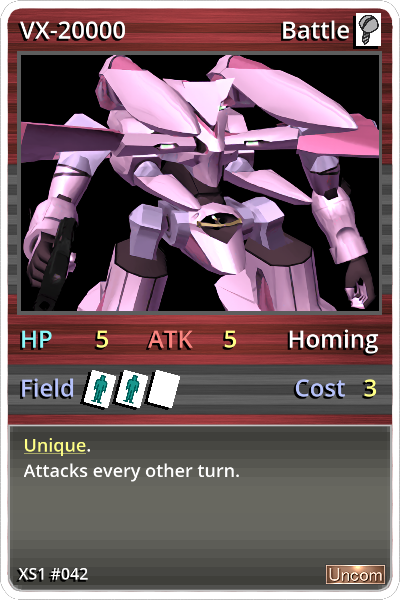 VX-20000 Battle
HP 5 ATK 5 Homing
Field Cost 3
Unique.
Attacks every other turn.
XS1 #042 Uncom